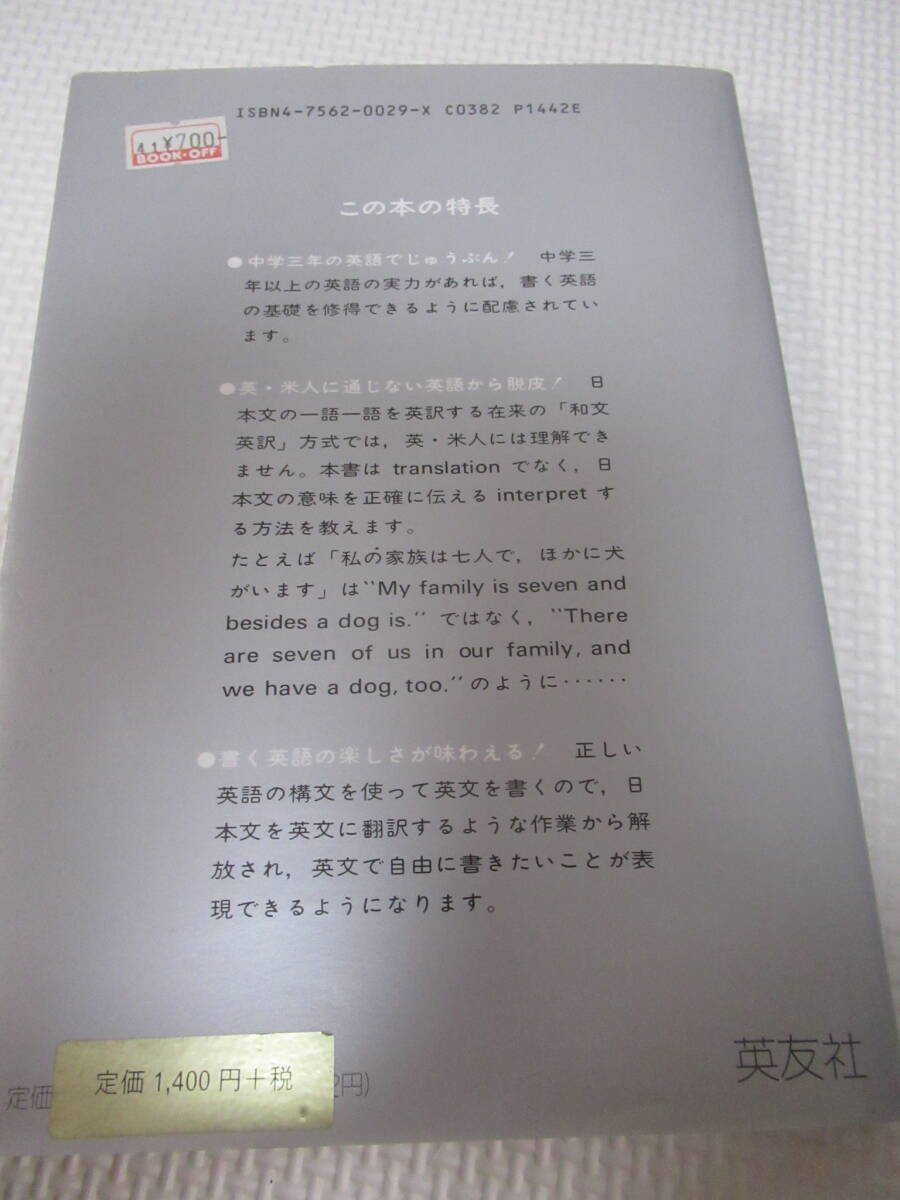 ISBN4-7562-0029-X C0382 P1442E
41 ¥700-
BOOK·OFF
この本の特長
●中学三年の英語でじゅうぶん! 中学三
年以上の英語の実力があれば，書く英語
の基礎を修得できるように配慮されてい
ます。
●英・米人に通じない英語から脱皮! 日
本文の一語一語を英訳する在来の「和文
英訳」方式では，英・米人には理解でき
ません。本書は translation でなく，日
本文の意味を正確に伝える interpret す
る方法を教えます。
たとえば「私の家族は七人で，ほかに犬
がいます」は“My family is seven and
besides a dog is.” ではなく，“There
are seven of us in our family, and
we have a dog, too.”のように……
●書く英語の楽しさが味わえる! 正しい
英語の構文を使って英文を書くので，日
本文を英文に翻訳するような作業から解
放され，英文で自由に書きたいことが表
現できるようになります。
英友社
定価 1,400 円＋税
定価
2円)